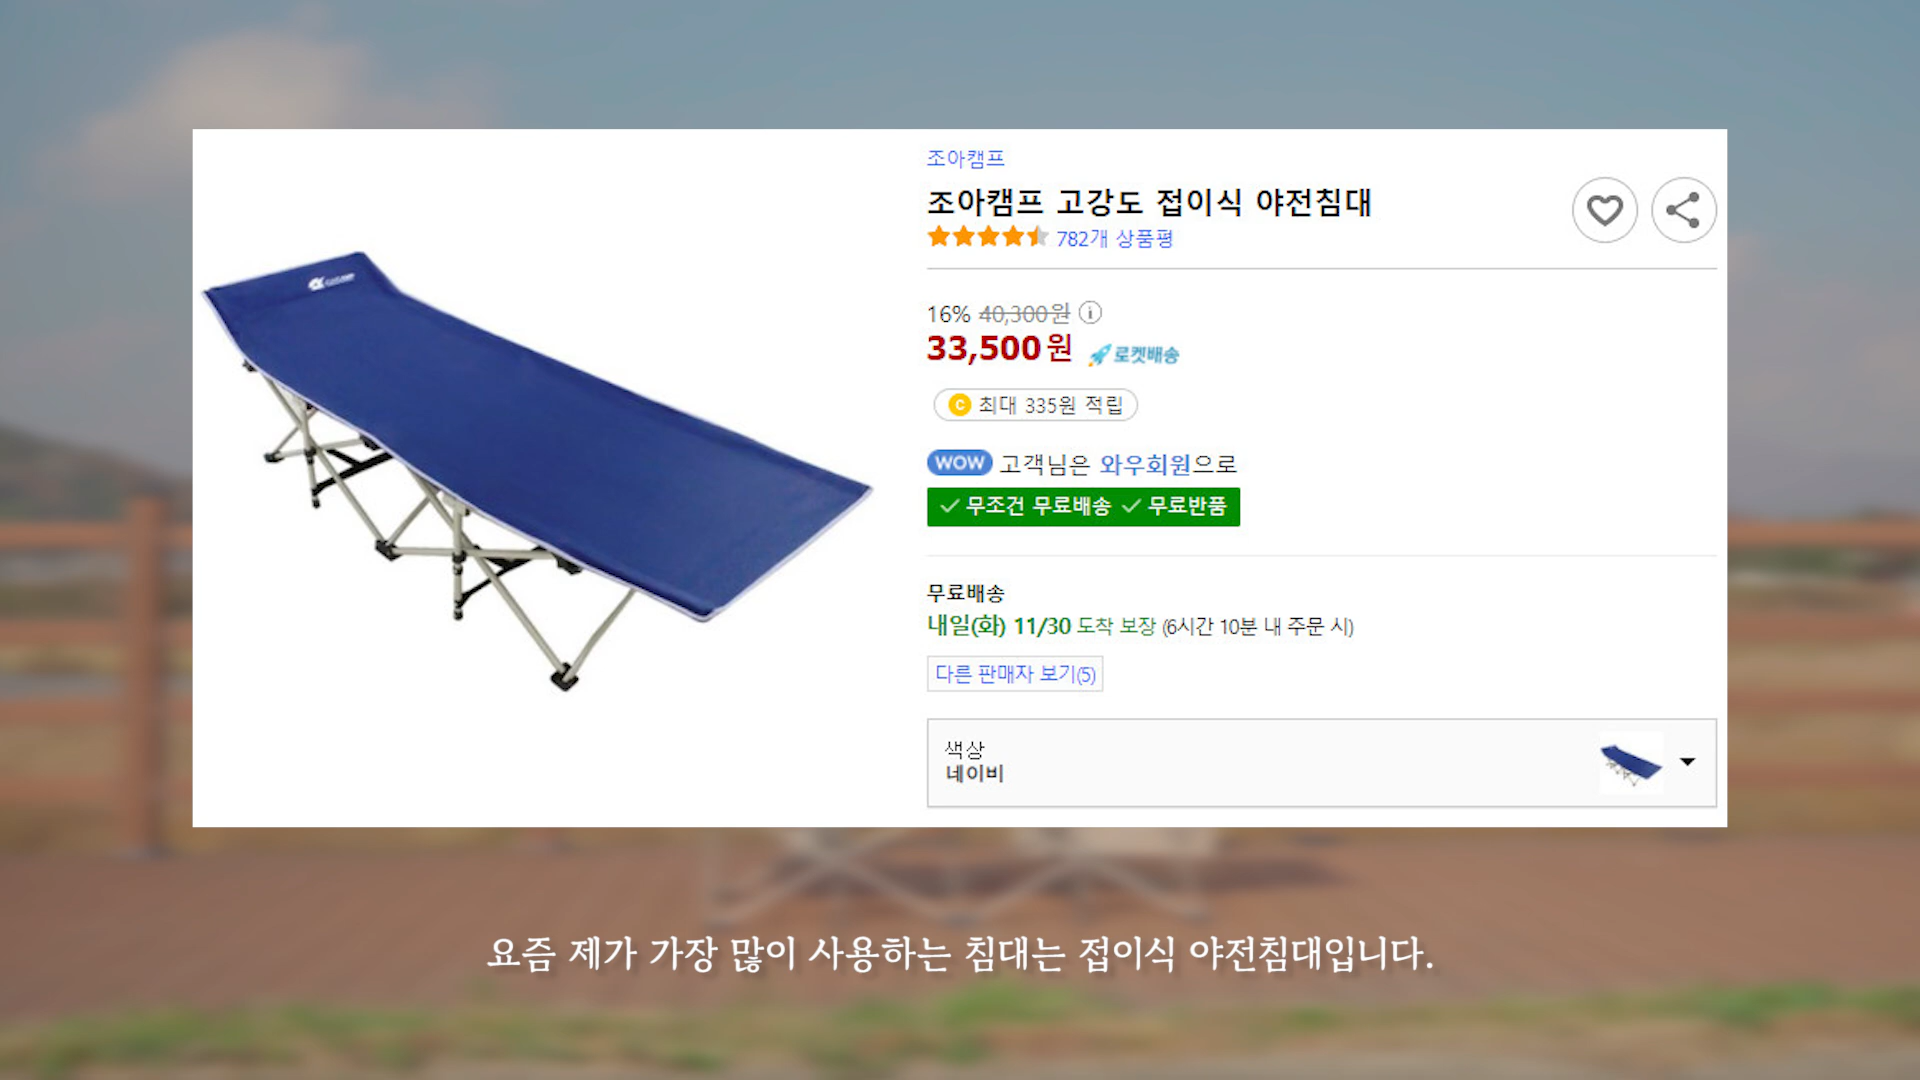 조아캠프
조아캠프 고강도 접이식 야전침대
782개 상품평
16% 40,300원
33,500원 로켓배송
최대 335원 적립
WOW 고객님은 와우회원으로
무조건 무료배송 무료반품
무료배송
내일(화) 11/30 도착 보장 (6시간 10분 내 주문 시)
다른 판매자 보기(5)
색상
네이비
요즘 제가 가장 많이 사용하는 침대는 접이식 야전침대입니다.